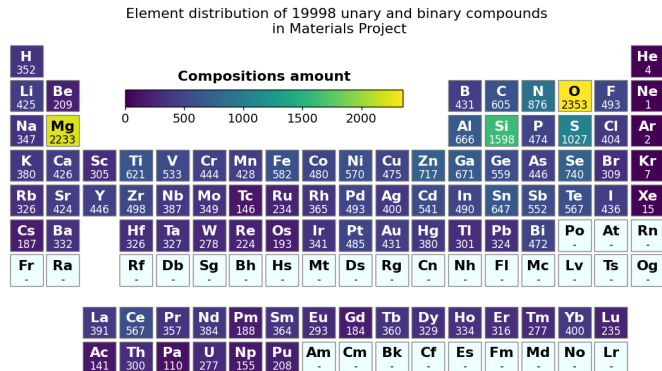 Element distribution of 19998 unary and binary compounds
in Materials Project
H He
352 4
Compositions amount
Li Be B C N O F Ne
425 209 431 605 876 2353 493 1
0 500 1000 1500 2000
Na Mg Al Si P S Cl Ar
347 2233 666 1598 474 1027 404 2
K Ca Sc Ti V Cr Mn Fe Co Ni Cu Zn Ga Ge As Se Br Kr
380 426 305 621 533 444 428 582 480 570 475 717 671 559 446 740 309 7
Rb Sr Y Zr Nb Mo Tc Ru Rh Pd Ag Cd In Sn Sb Te I Xe
326 424 446 498 387 349 146 234 365 493 400 541 490 647 552 567 436 15
Cs Ba Hf Ta W Re Os Ir Pt Au Hg Tl Pb Bi Po At Rn
187 332 326 327 278 224 193 341 485 431 380 301 324 472 - - -
Fr Ra Rf Db Sg Bh Hs Mt Ds Rg Cn Nh Fl Mc Lv Ts Og
- - - - - - - - - - - - - - - - -
La Ce Pr Nd Pm Sm Eu Gd Tb Dy Ho Er Tm Yb Lu
391 567 357 384 188 364 293 184 360 329 334 316 277 400 235
Ac Th Pa U Np Pu Am Cm Bk Cf Es Fm Md No Lr
141 300 110 277 155 208 - - - - - - - - -